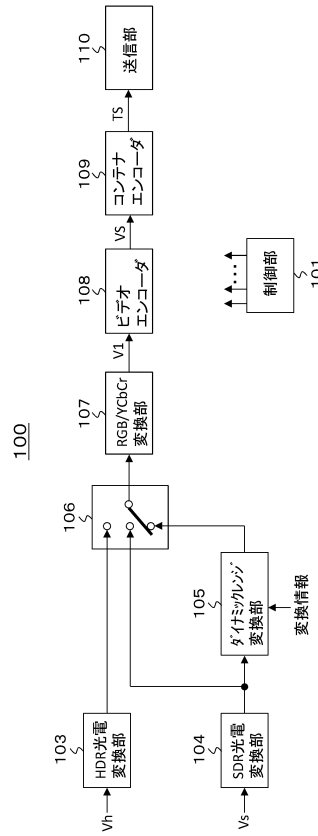 100
Vh
103
HDR光電
変換部
Vs
104
SDR光電
変換部
105
ダイナミックレンジ
変換部
変換情報
106
107
RGB/YCbCr
変換部
V1
108
ビデオ
エンコーダ
VS
109
コンテナ
エンコーダ
TS
110
送信部
・・・
制御部
101